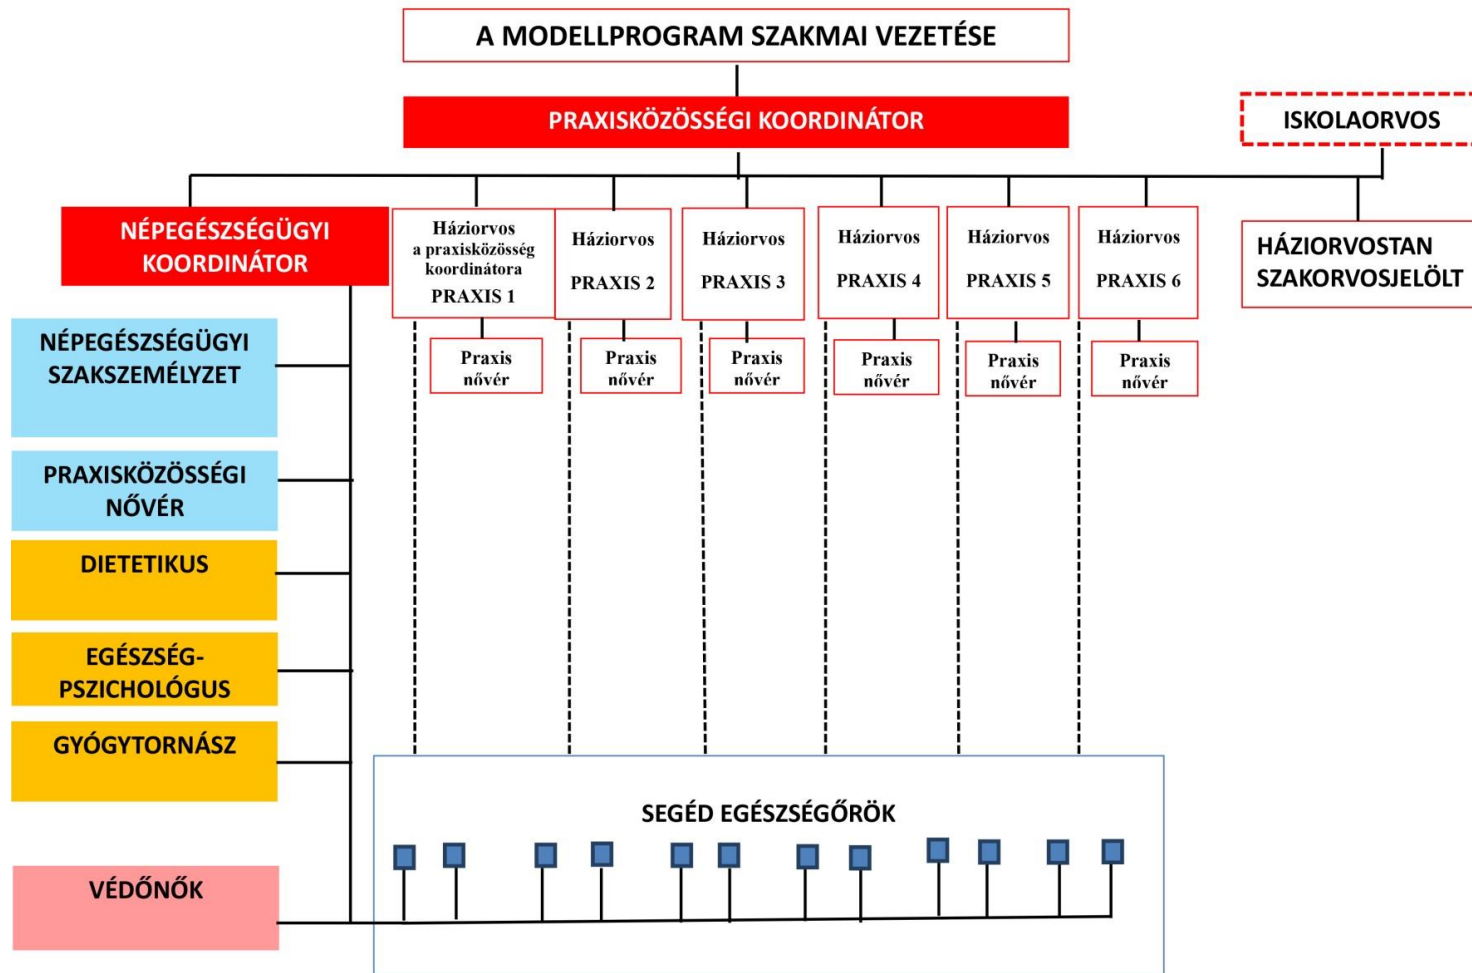 A MODELLPROGRAM SZAKMAI VEZETÉSE
PRAXISKÖZÖSSÉGI KOORDINÁTOR
ISKOLAORVOS
NÉPEGÉSZSÉGÜGYI
KOORDINÁTOR
Háziorvos
a praxisközösség
koordinátora
PRAXIS 1
Háziorvos
PRAXIS 2
Háziorvos
PRAXIS 3
Háziorvos
PRAXIS 4
Háziorvos
PRAXIS 5
Háziorvos
PRAXIS 6
HÁZIORVOSTAN
SZAKORVOSJELÖLT
Praxis
nővér
Praxis
nővér
Praxis
nővér
Praxis
nővér
Praxis
nővér
Praxis
nővér
NÉPEGÉSZSÉGÜGYI
SZAKSZEMÉLYZET
PRAXISKÖZÖSSÉGI
NŐVÉR
DIETETIKUS
EGÉSZSÉG-
PSZICHOLÓGUS
GYÓGYTORNÁSZ
SEGÉD EGÉSZSÉGŐRÖK
VÉDŐNŐK